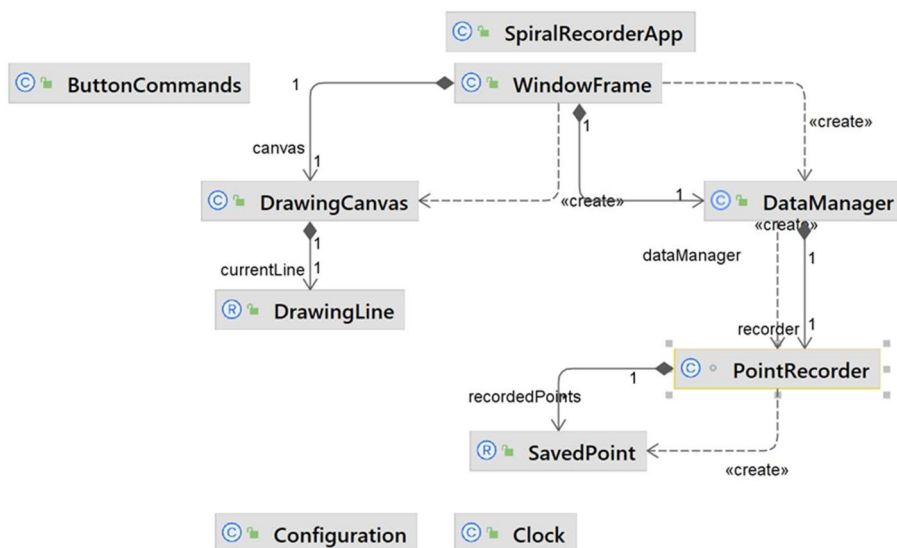 SpiralRecorderApp
ButtonCommands
1
WindowFrame
1
«create»
canvas
1
DrawingCanvas
«create»
1
DataManager
«create»
1
currentLine
1
dataManager
1
DrawingLine
recorder
1
PointRecorder
1
recordedPoints
SavedPoint
«create»
Configuration
Clock